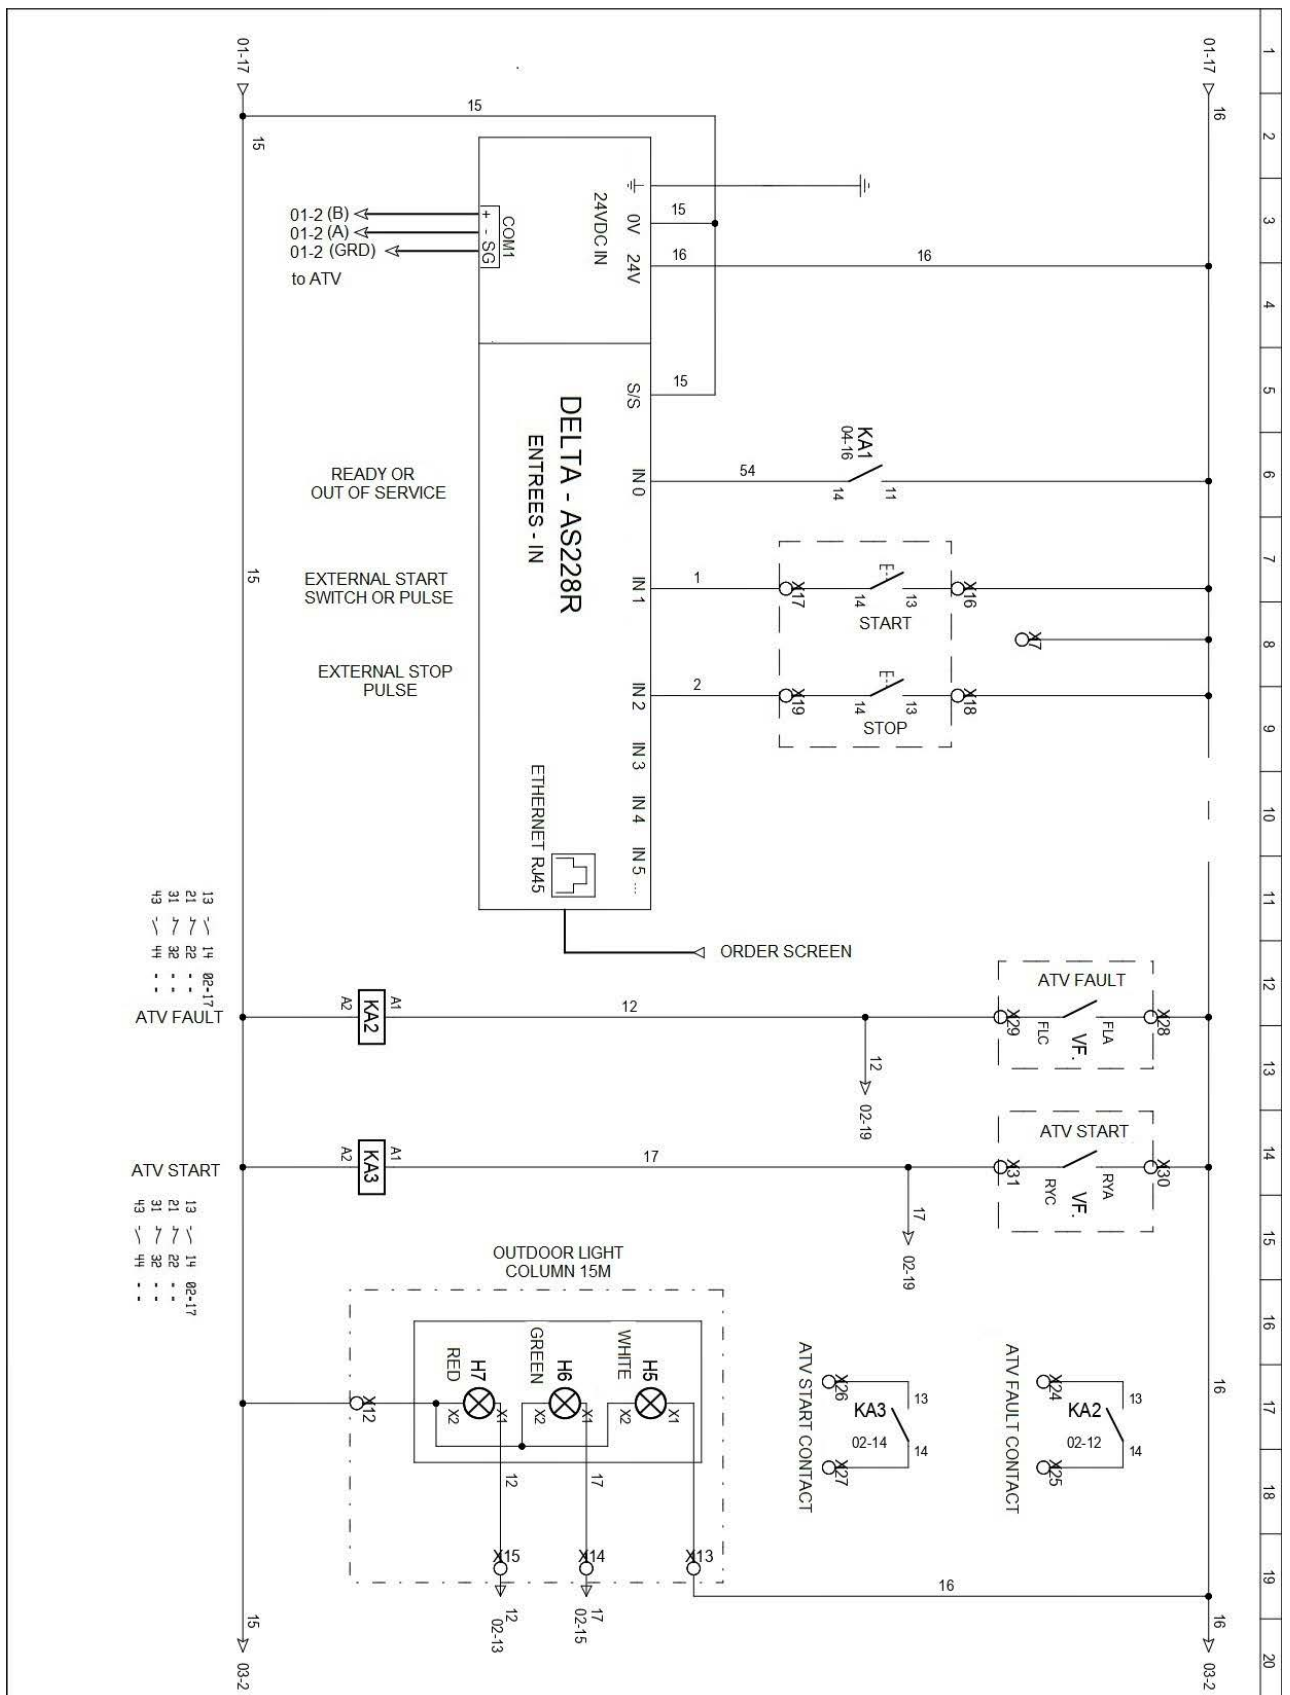 1
2
3
4
5
6
7
8
9
10
11
12
13
14
15
16
17
18
19
20
01-17
16
01-17
15
15
15
16
16
24VDC IN
0V
24V
COM1
+ - SG
01-2 (B)
01-2 (A)
01-2 (GRD)
to ATV
15
S/S
DELTA - AS228R
ENTREES - IN
READY OR
OUT OF SERVICE
IN 0
54
KA1
04-16
14
11
15
EXTERNAL START
SWITCH OR PULSE
IN 1
1
X17
E-
14
13
X16
START
X7
EXTERNAL STOP
PULSE
IN 2
2
X19
E-
14
13
X18
STOP
IN 3
IN 4
IN 5 ...
ETHERNET RJ45
ORDER SCREEN
13 14 02-17
21 22 - -
31 32 - -
43 44 - -
ATV FAULT
A2
KA2
A1
12
12
02-19
ATV FAULT
X29
FLC
VF.
FLA
X28
ATV START
A2
KA3
A1
17
17
02-19
ATV START
X31
RYC
VF.
RYA
X30
13 14 02-17
21 22 - -
31 32 - -
43 44 - -
OUTDOOR LIGHT
COLUMN 15M
RED
H7
X2
X1
GREEN
H6
X2
X1
WHITE
H5
X2
X1
X12
12
17
X15
X14
X13
12
02-13
17
02-15
16
ATV START CONTACT
X26
13
KA3
02-14
14
X27
ATV FAULT CONTACT
X24
13
KA2
02-12
14
X25
16
15
03-2
16
03-2